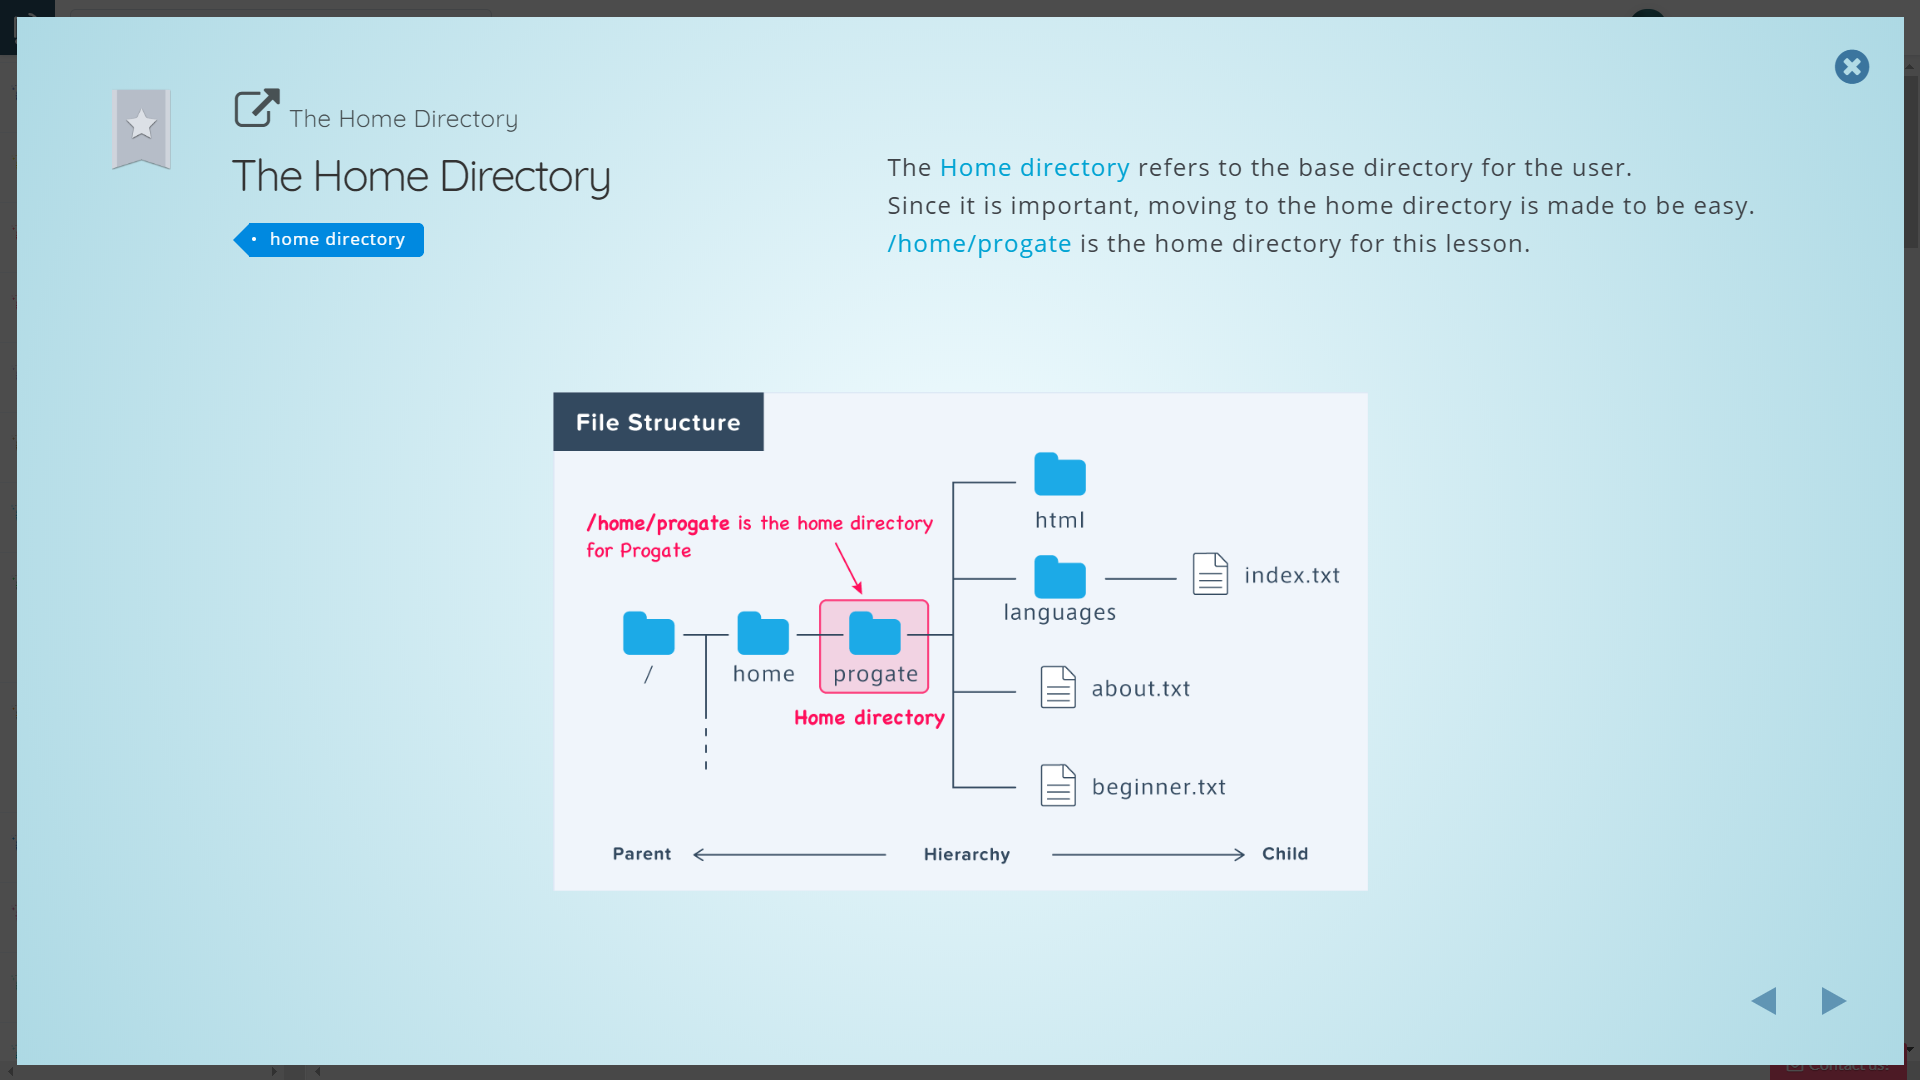 The Home Directory
The Home Directory
• home directory
The Home directory refers to the base directory for the user.
Since it is important, moving to the home directory is made to be easy.
/home/progate is the home directory for this lesson.
File Structure
/home/progate is the home directory
for Progate
html
languages
index.txt
/
home
progate
Home directory
about.txt
beginner.txt
Parent
Hierarchy
Child
Contact us!